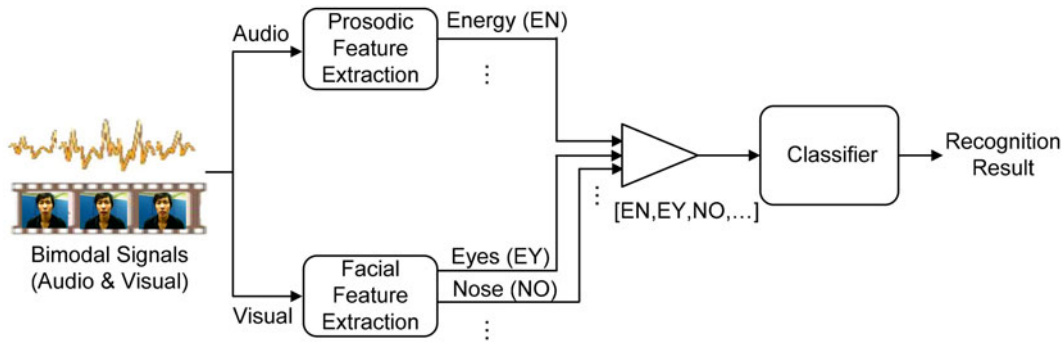 Audio
Prosodic
Feature
Extraction
Energy (EN)
⋮
Bimodal Signals
(Audio & Visual)
Visual
Facial
Feature
Extraction
Eyes (EY)
Nose (NO)
⋮
⋮
[EN,EY,NO,...]
Classifier
Recognition
Result